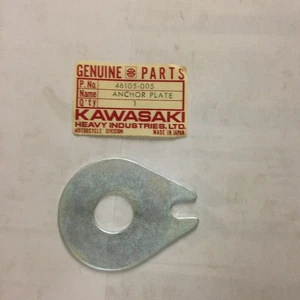 GENUINE PARTS
P. No. 46105-005
Name ANCHOR PLATE
Q'ty 1
KAWASAKI
HEAVY INDUSTRIES, LTD.
MOTORCYCLE DIVISION MADE IN JAPAN